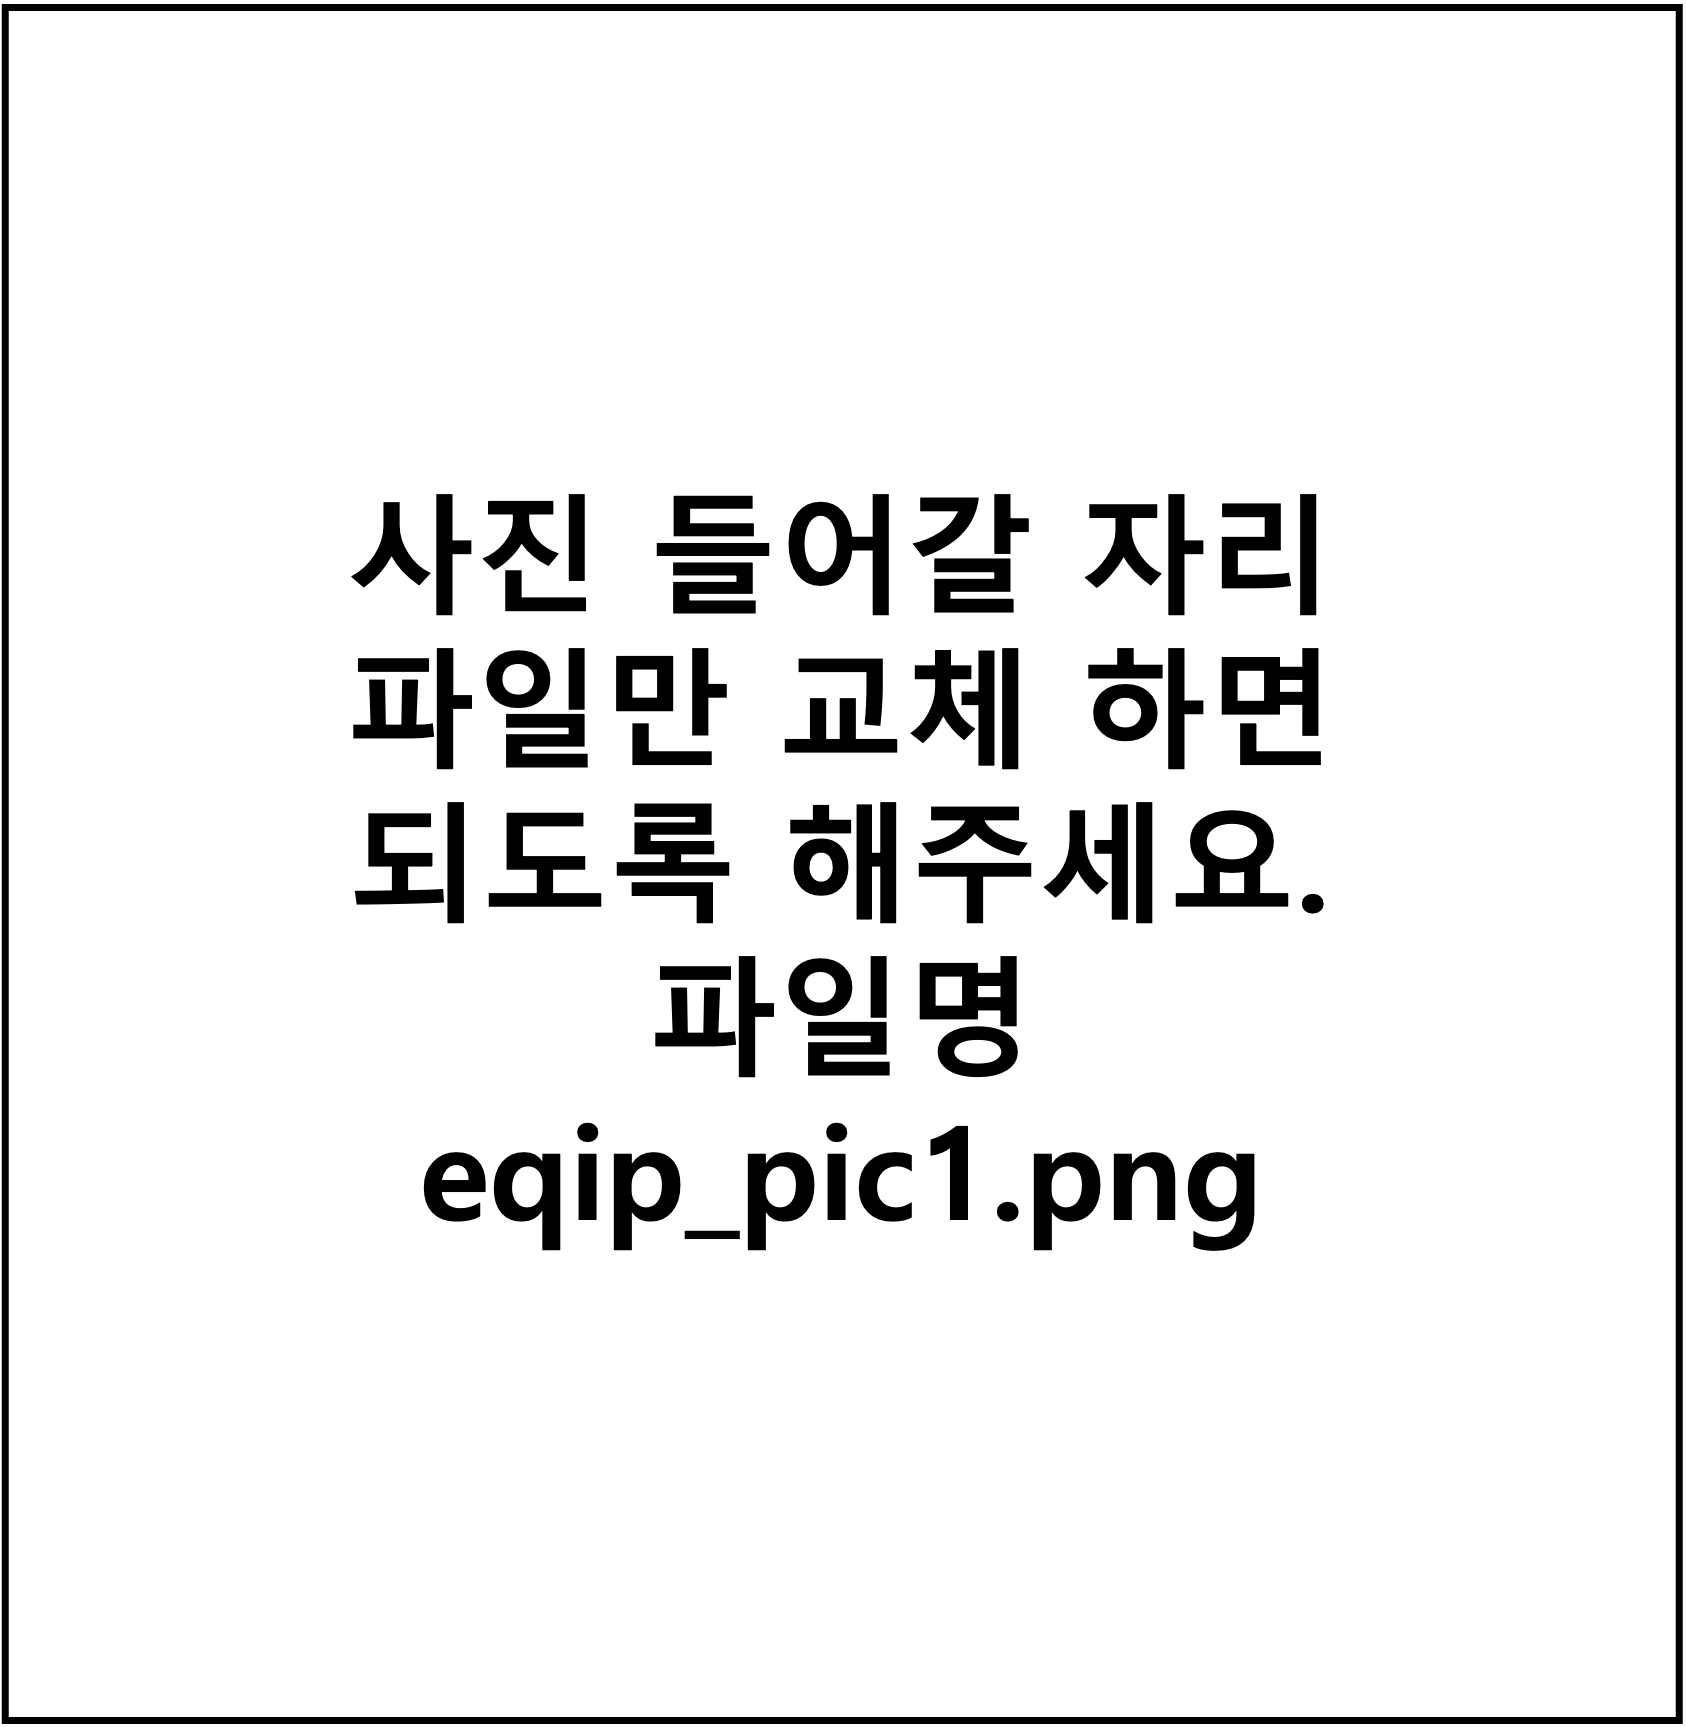 사진 들어갈 자리
파일만 교체 하면
되도록 해주세요.
파일명
eqip_pic1.png